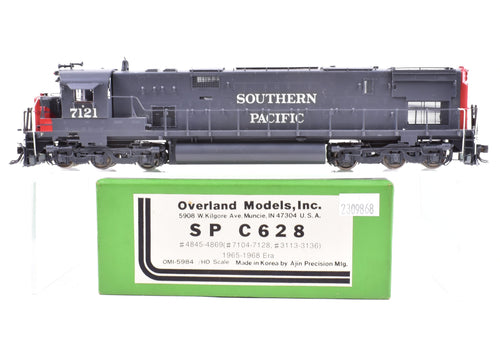 7121
SOUTHERN
PACIFIC
Overland Models, Inc.
5908 W. Kilgore Ave. Muncie, IN 47304 U.S.A.
2309868
SP C628
#4845-4869(#7104-7128, #3113-3136)
1965-1968 Era
OMI-5984 /HO Scale Made in Korea by Ajin Precision Mfg.